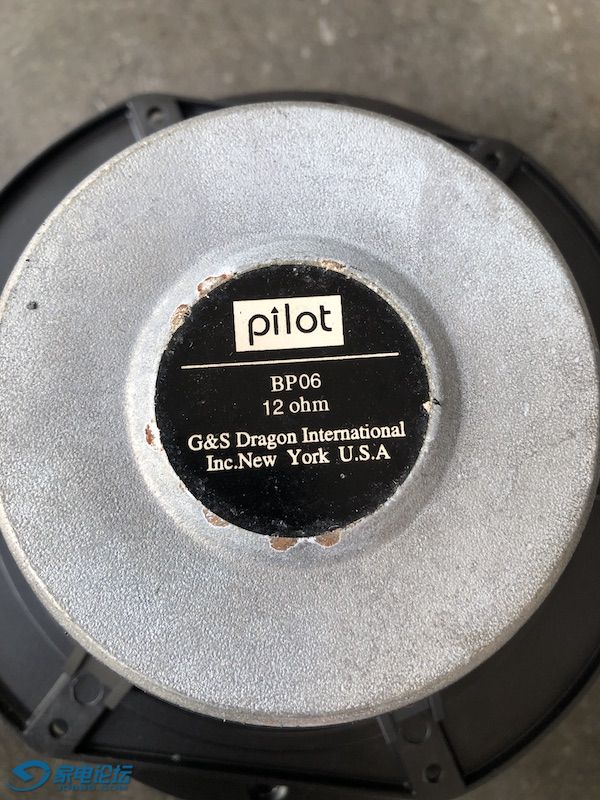 pilot
BP06
12 ohm
G&S Dragon International
Inc.New York U.S.A
家电论坛